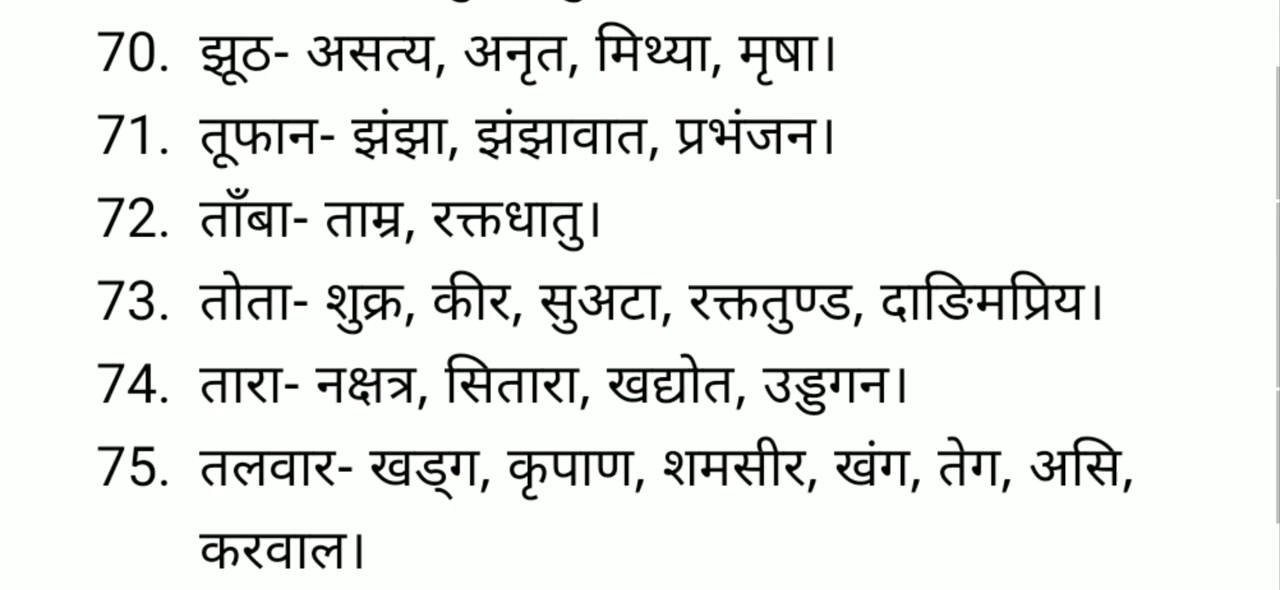 70. झूठ- असत्य, अनृत, मिथ्या, मृषा।
71. तूफान- झंझा, झंझावात, प्रभंजन।
72. ताँबा- ताम्र, रक्तधातु।
73. तोता- शुक्र, कीर, सुअटा, रक्ततुण्ड, दाङिमप्रिय।
74. तारा- नक्षत्र, सितारा, खद्योत, उड्डगन।
75. तलवार- खड्ग, कृपाण, शमसीर, खंग, तेग, असि,
करवाल।